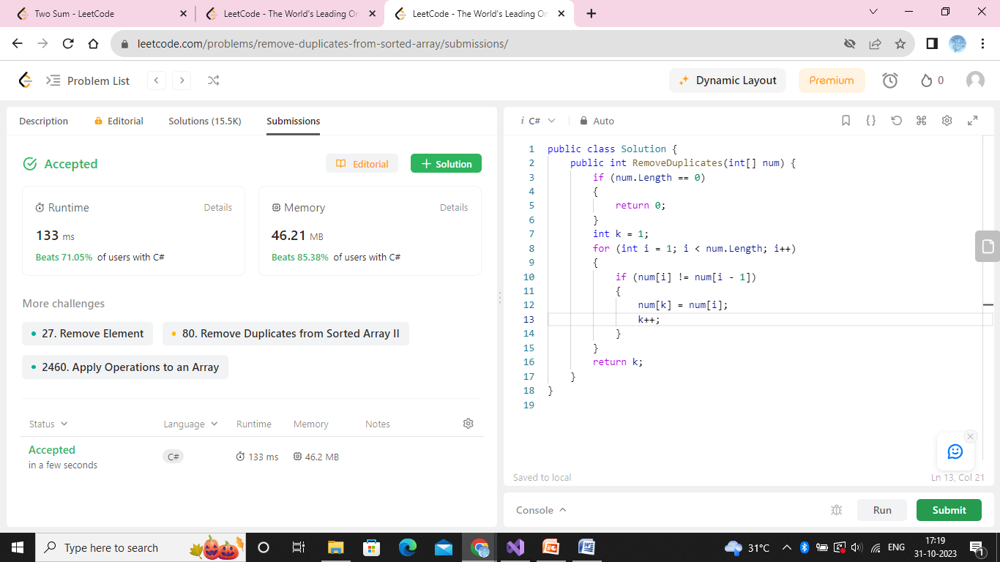 Two Sum - LeetCode
LeetCode - The World's Leading On
LeetCode - The World's Leading On
leetcode.com/problems/remove-duplicates-from-sorted-array/submissions/
Problem List
Dynamic Layout
Premium
0
Description
Editorial
Solutions (15.5K)
Submissions
Accepted
Editorial
+ Solution
Runtime
Details
133 ms
Beats 71.05% of users with C#
Memory
Details
46.21 MB
Beats 85.38% of users with C#
More challenges
27. Remove Element
80. Remove Duplicates from Sorted Array II
2460. Apply Operations to an Array
Status
Language
Runtime
Memory
Notes
Accepted
in a few seconds
C#
133 ms
46.2 MB
i C#
Auto
1 public class Solution {
2 public int RemoveDuplicates(int[] num) {
3 if (num.Length == 0)
4 {
5 return 0;
6 }
7 int k = 1;
8 for (int i = 1; i < num.Length; i++)
9 {
10 if (num[i] != num[i - 1])
11 {
12 num[k] = num[i];
13 k++;
14 }
15 }
16 return k;
17 }
18 }
19
Saved to local
Ln 13, Col 21
Console
Run
Submit
Type here to search
31°C
ENG
17:19
31-10-2023
1